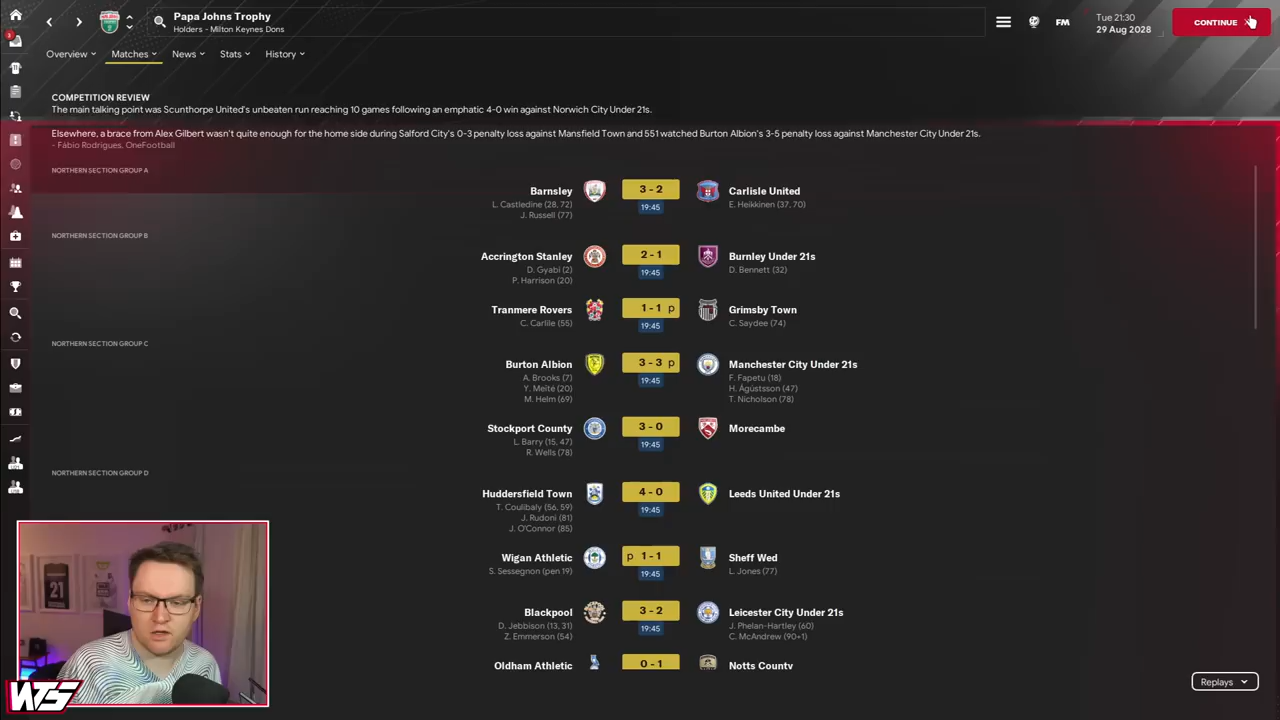 Papa Johns Trophy
Holders - Milton Keynes Dons
FM
Tue 21:30
29 Aug 2028
CONTINUE
3
Overview
Matches
News
Stats
History
COMPETITION REVIEW
The main talking point was Scunthorpe United's unbeaten run reaching 10 games following an emphatic 4-0 win against Norwich City Under 21s.
Elsewhere, a brace from Alex Gilbert wasn't quite enough for the home side during Salford City's 0-3 penalty loss against Mansfield Town and 551 watched Burton Albion's 3-5 penalty loss against Manchester City Under 21s.
- Fábio Rodrigues, OneFootball
NORTHERN SECTION GROUP A
Barnsley 3 - 2 Carlisle United
L. Castledine (28, 72) 19:45 E. Heikkinen (37, 70)
J. Russell (77)
NORTHERN SECTION GROUP B
Accrington Stanley 2 - 1 Burnley Under 21s
D. Gyabi (2) 19:45 D. Bennett (32)
P. Harrison (20)
Tranmere Rovers 1 - 1 p Grimsby Town
C. Carlile (55) 19:45 C. Saydee (74)
NORTHERN SECTION GROUP C
Burton Albion 3 - 3 p Manchester City Under 21s
A. Brooks (7) 19:45 F. Fapetu (18)
Y. Meïté (20) H. Ágústsson (47)
M. Helm (69) T. Nicholson (78)
Stockport County 3 - 0 Morecambe
L. Barry (15, 47) 19:45
R. Wells (78)
NORTHERN SECTION GROUP D
Huddersfield Town 4 - 0 Leeds United Under 21s
T. Coulibaly (56, 59) 19:45
J. Rudoni (81)
J. O'Connor (85)
Wigan Athletic p 1 - 1 Sheff Wed
S. Sessegnon (pen 19) 19:45 L. Jones (77)
Blackpool 3 - 2 Leicester City Under 21s
D. Jebbison (13, 31) 19:45 J. Phelan-Hartley (60)
Z. Emmerson (54) C. McAndrew (90+1)
Oldham Athletic 0 - 1 Notts County
Replays
21
WTS